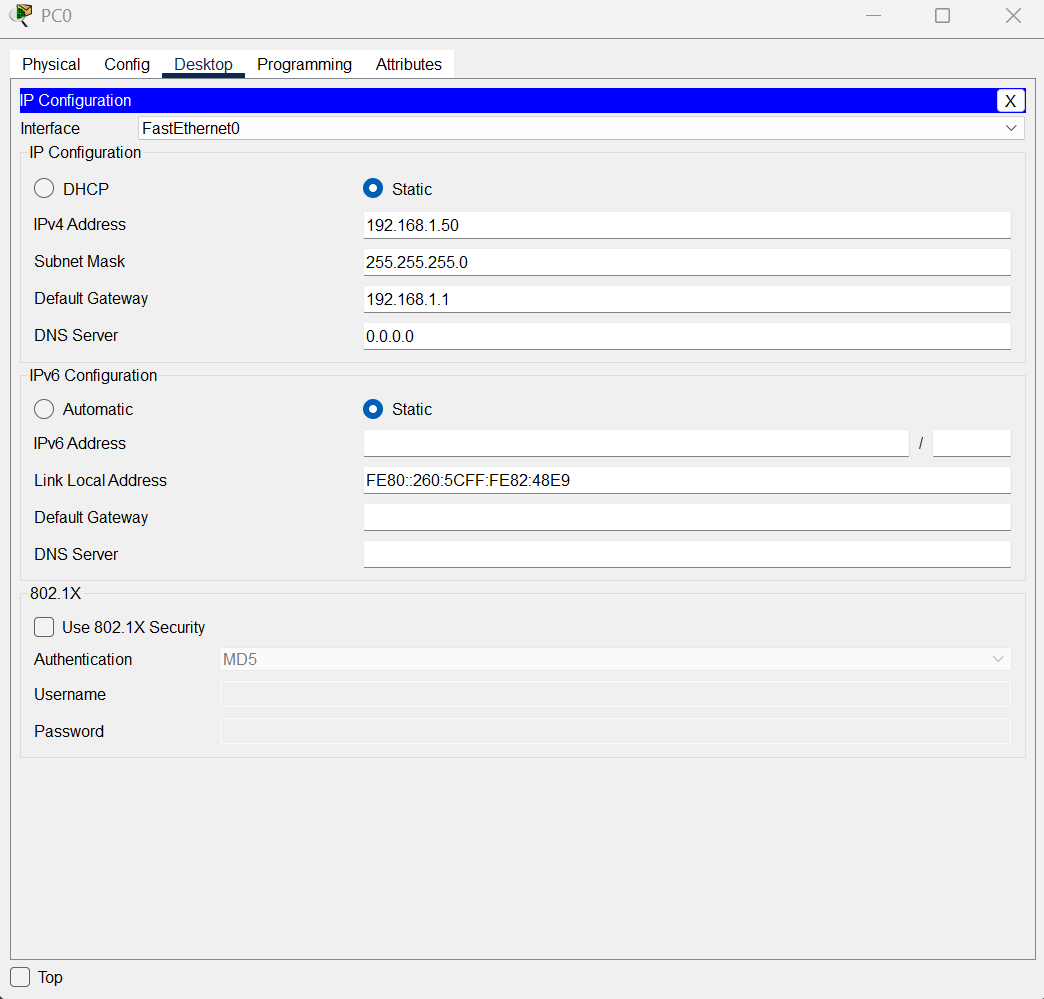 PC0
Physical Config Desktop Programming Attributes
IP Configuration X
Interface FastEthernet0
IP Configuration
DHCP Static
IPv4 Address 192.168.1.50
Subnet Mask 255.255.255.0
Default Gateway 192.168.1.1
DNS Server 0.0.0.0
IPv6 Configuration
Automatic Static
IPv6 Address /
Link Local Address FE80::260:5CFF:FE82:48E9
Default Gateway
DNS Server
802.1X
Use 802.1X Security
Authentication MD5
Username
Password
Top